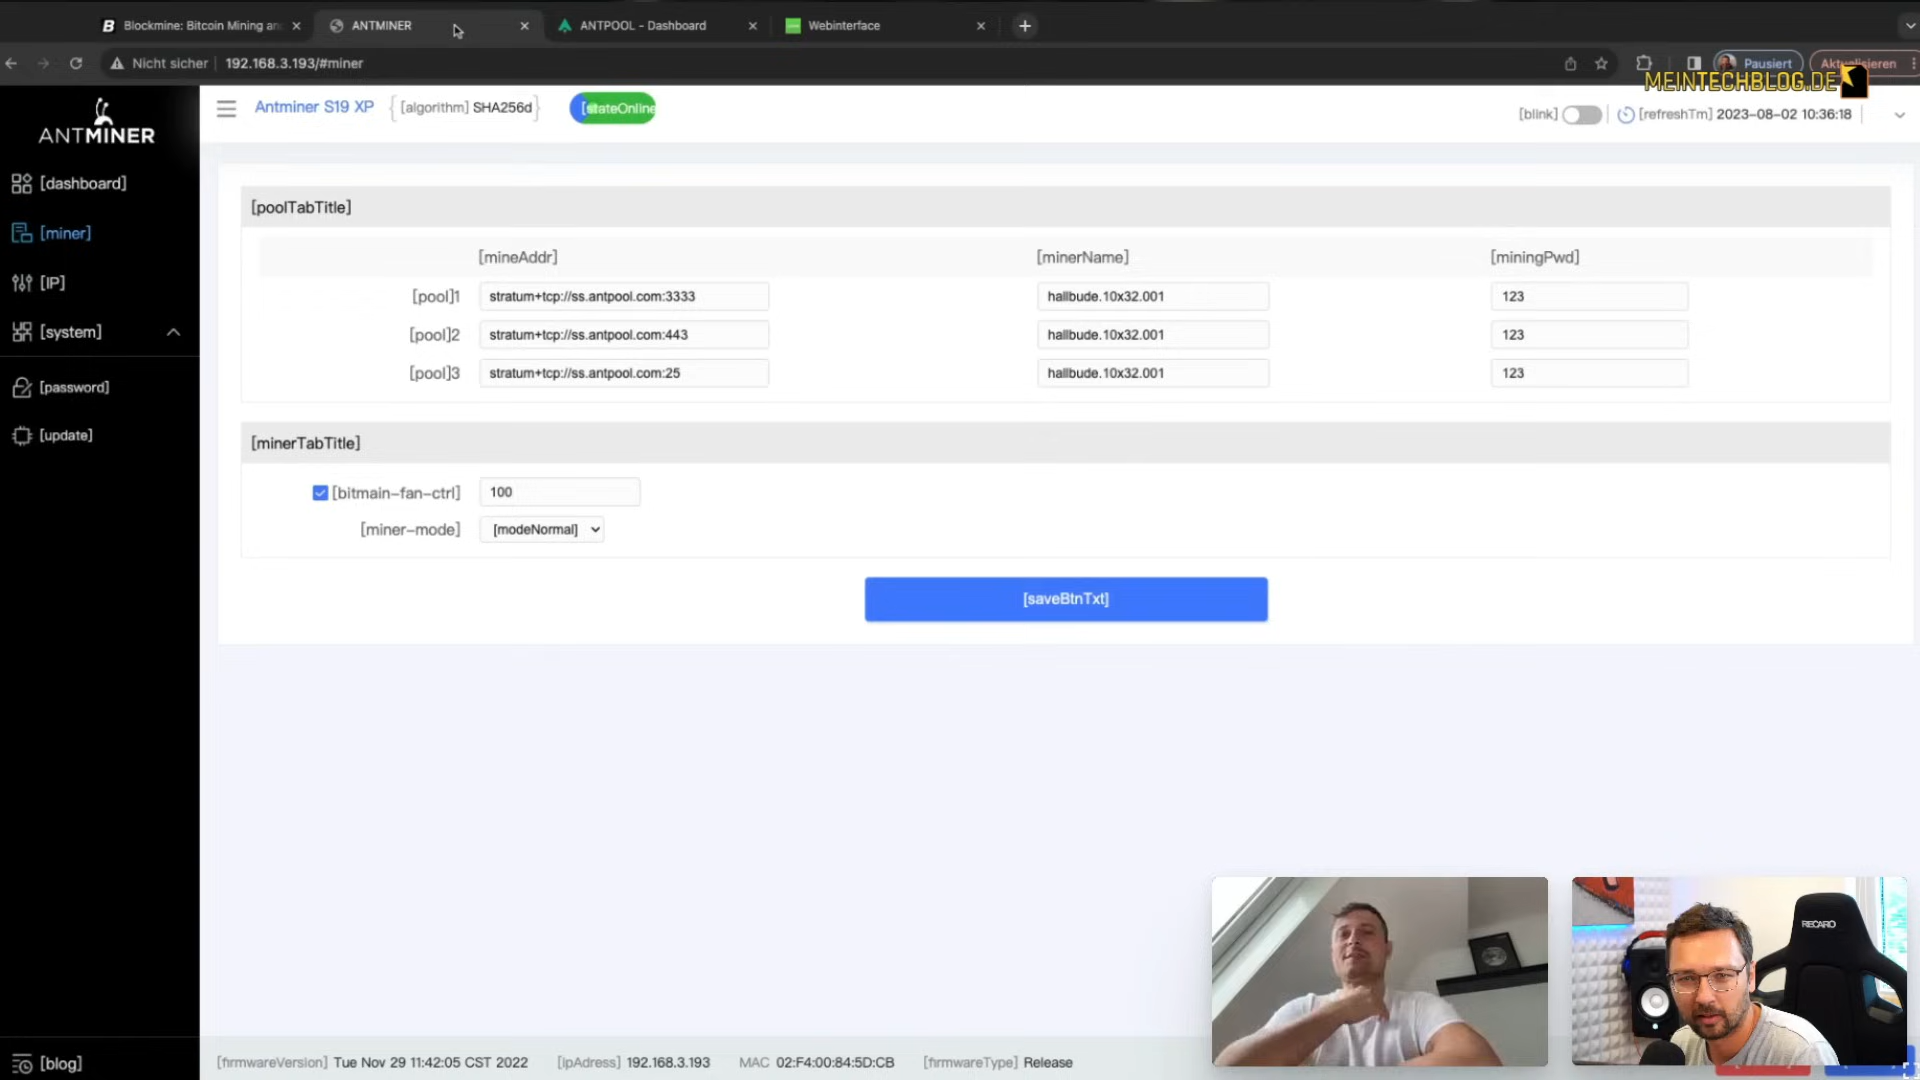 Blockmine: Bitcoin Mining an
ANTMINER
ANTPOOL - Dashboard
Webinterface
Nicht sicher
192.168.3.193/#miner
Pausiert
Aktualisieren
MEINTECHBLOG.DE
ANTMINER
Antminer S19 XP
[algorithm] SHA256d
[stateOnline
[blink]
[refreshTm] 2023-08-02 10:36:18
[dashboard]
[miner]
[IP]
[system]
[password]
[update]
[blog]
[poolTabTitle]
[mineAddr] [minerName] [miningPwd]
[pool]1 stratum+tcp://ss.antpool.com:3333 hallbude.10x32.001 123
[pool]2 stratum+tcp://ss.antpool.com:443 hallbude.10x32.001 123
[pool]3 stratum+tcp://ss.antpool.com:25 hallbude.10x32.001 123
[minerTabTitle]
[bitmain-fan-ctrl] 100
[miner-mode] [modeNormal]
[saveBtnTxt]
RECARO
[firmwareVersion] Tue Nov 29 11:42:05 CST 2022 [ipAdress] 192.168.3.193 MAC 02:F4:00:84:5D:CB [firmwareType] Release